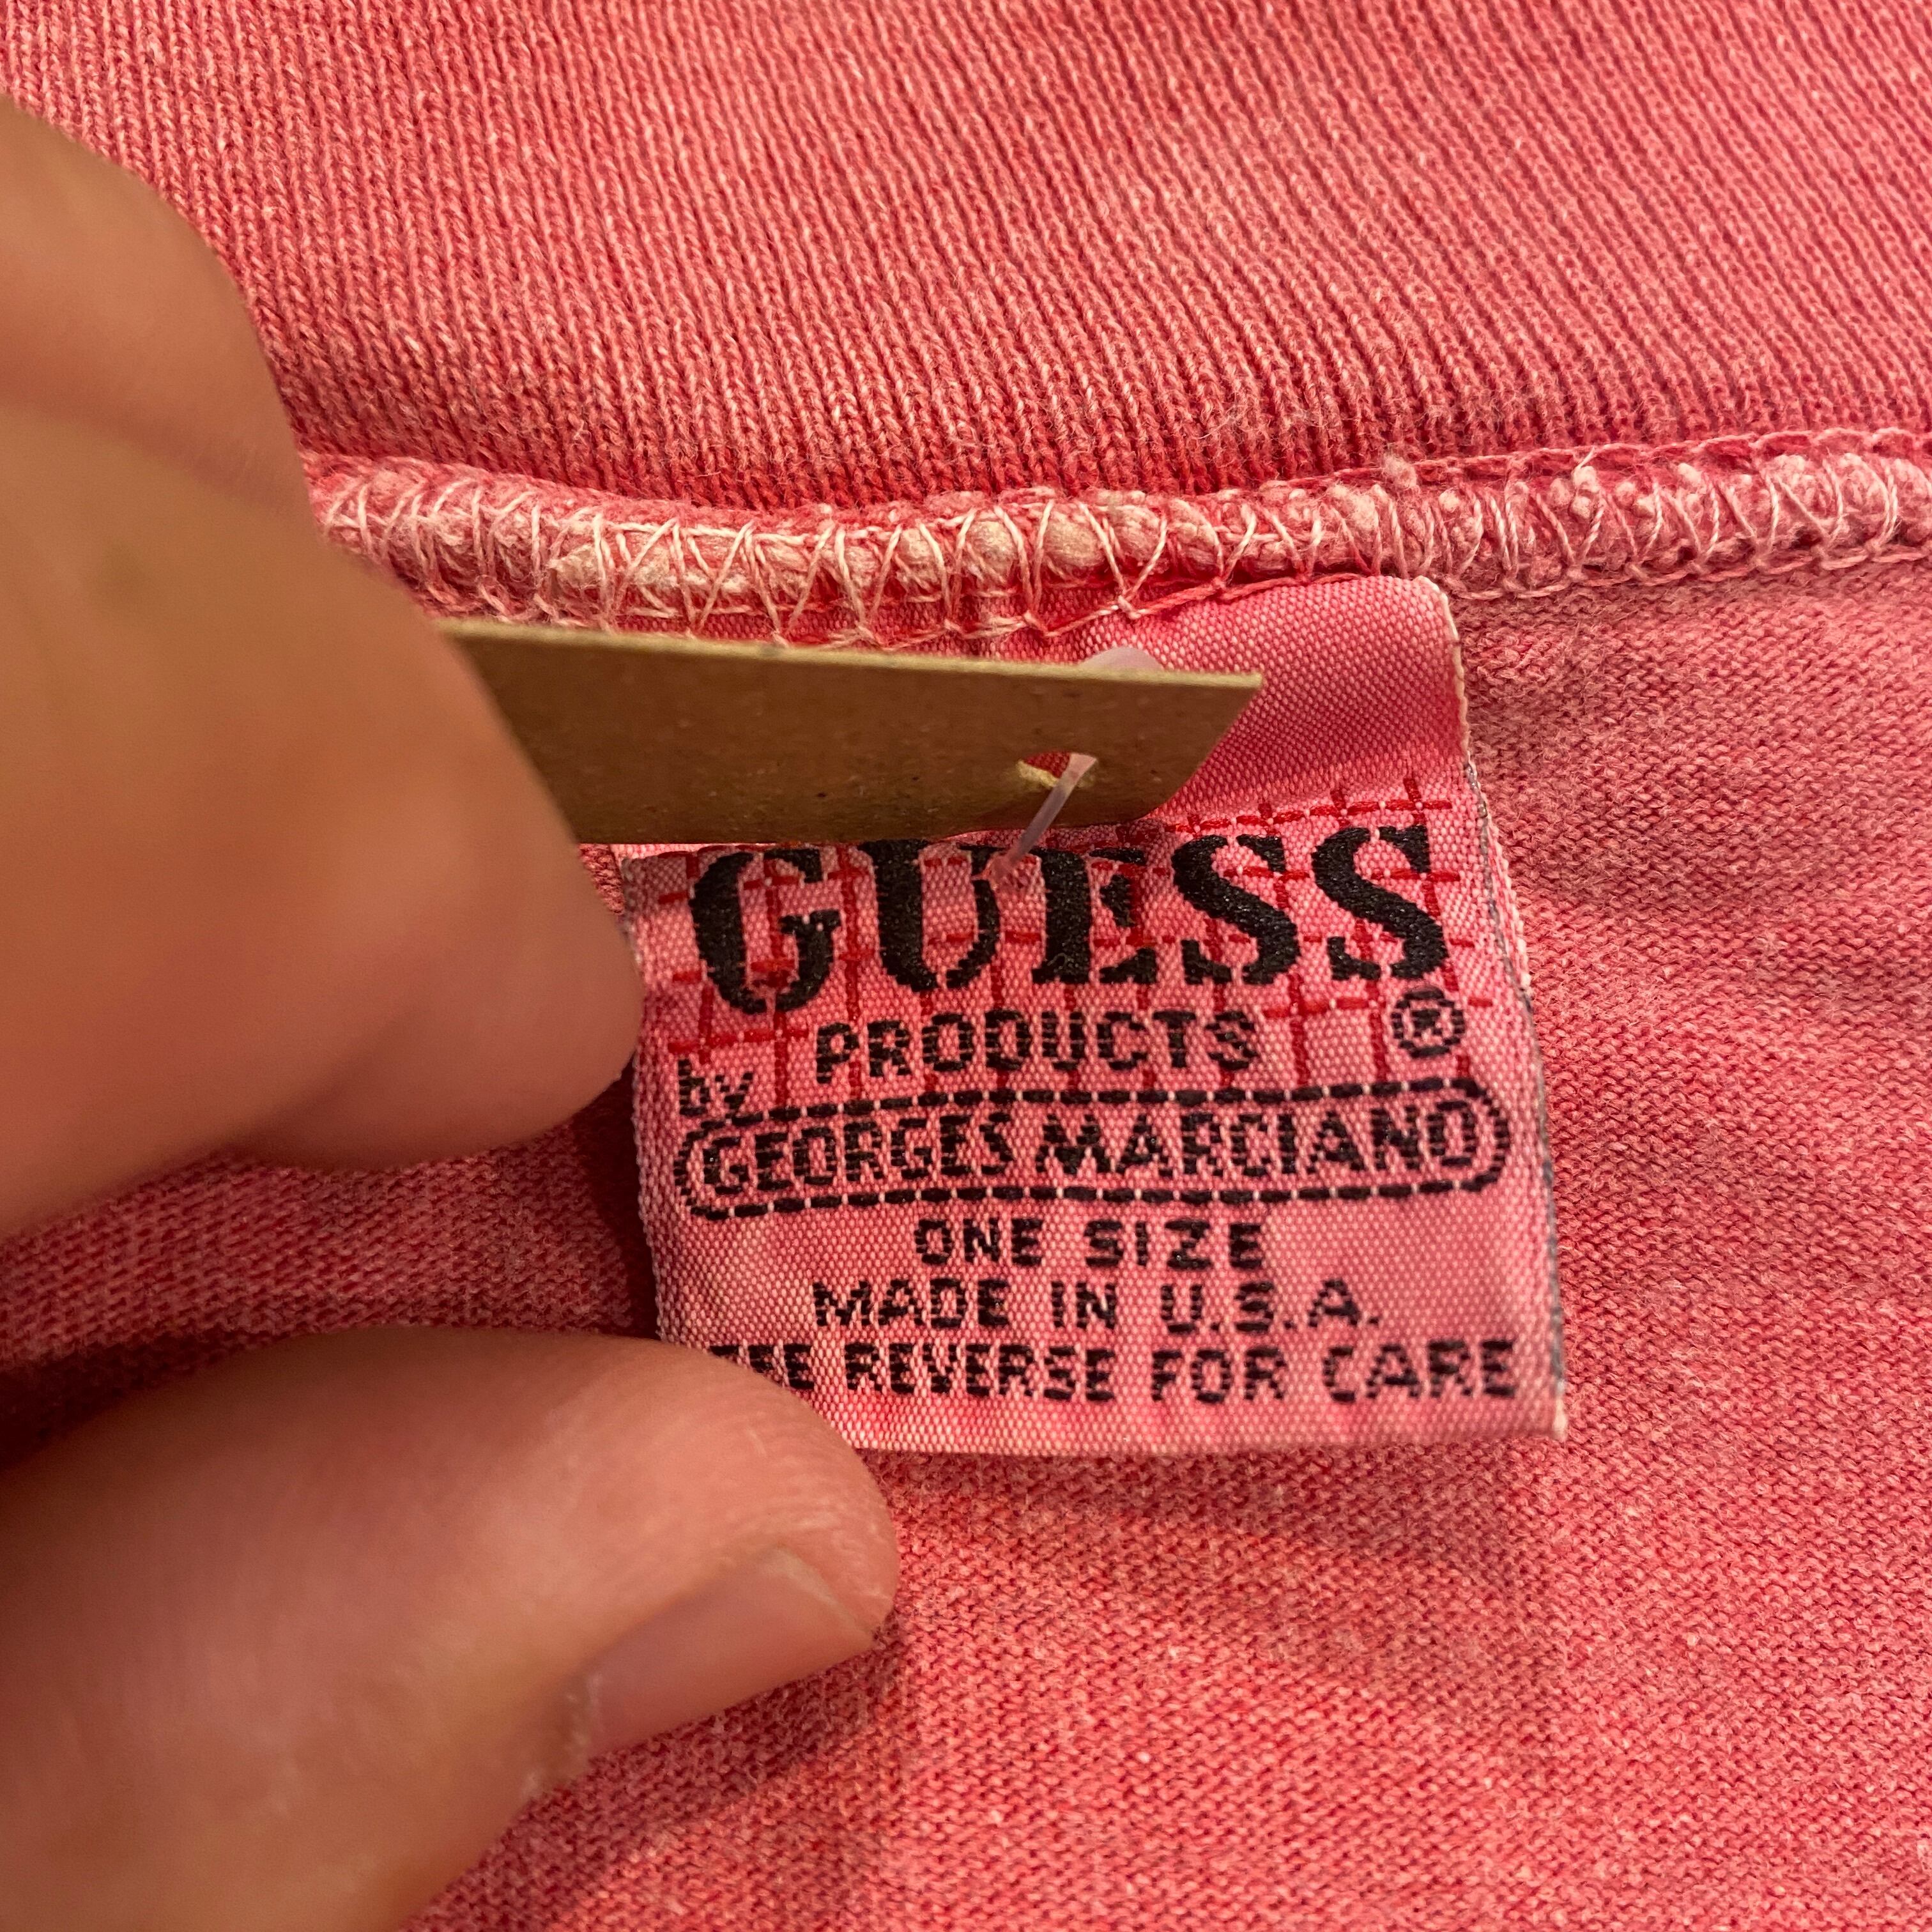 GUESS
PRODUCTS ®
by
GEORGES MARCIANO
ONE SIZE
MADE IN U.S.A.
REVERSE FOR CARE